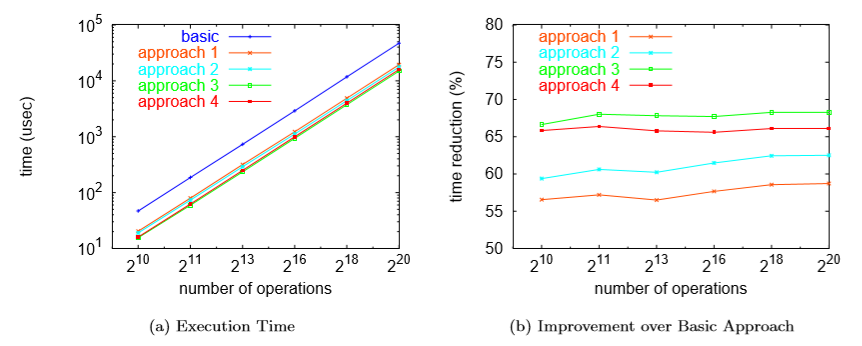 10^5
10^4
10^3
10^2
10^1
time (usec)
basic
approach 1
approach 2
approach 3
approach 4
2^10 2^11 2^13 2^16 2^18 2^20
number of operations
(a) Execution Time
80
75
70
65
60
55
50
time reduction (%)
approach 1
approach 2
approach 3
approach 4
2^10 2^11 2^13 2^16 2^18 2^20
number of operations
(b) Improvement over Basic Approach